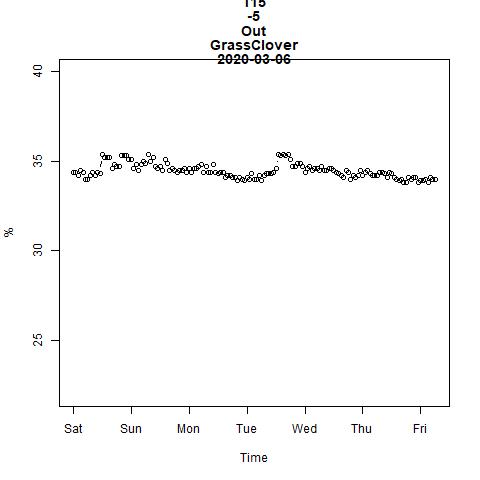 T15
-5
Out
GrassClover
2020-03-06
40
35
30
25
%
Sat Sun Mon Tue Wed Thu Fri
Time